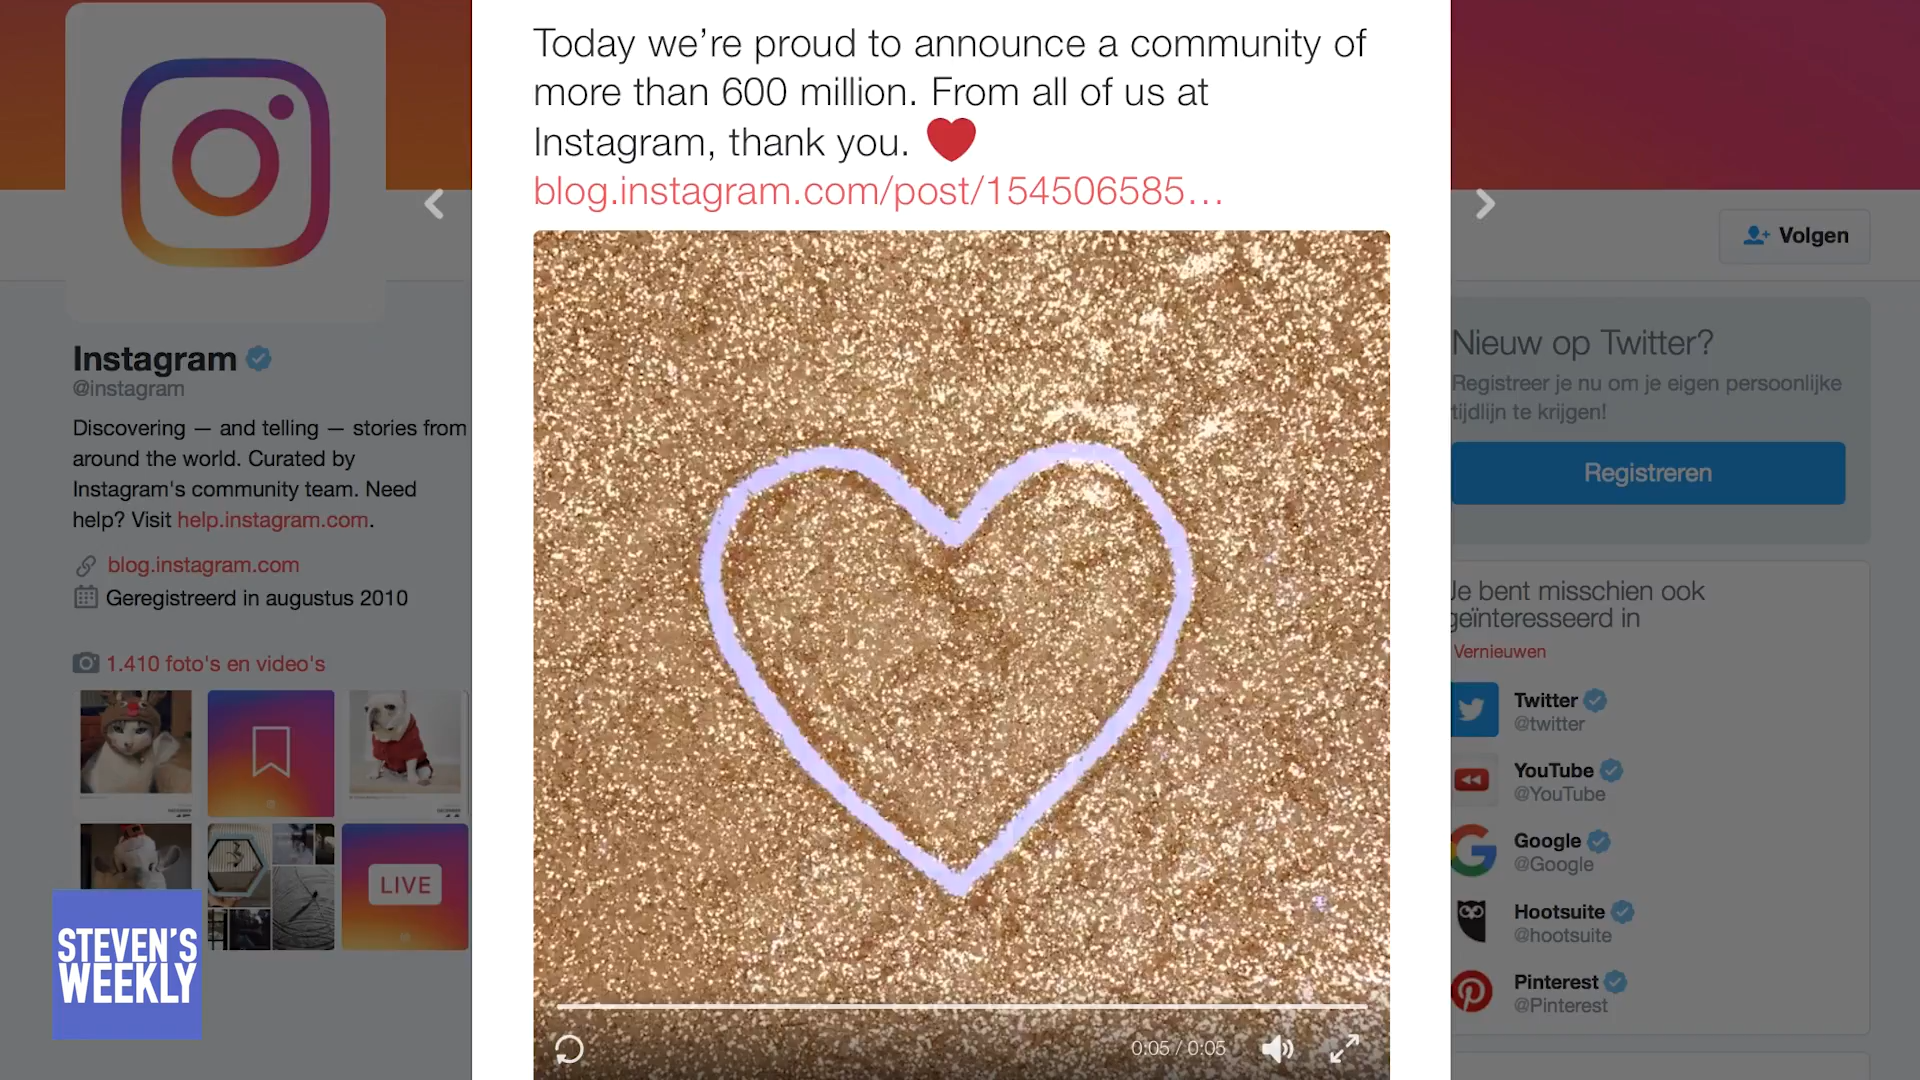 Today we’re proud to announce a community of
more than 600 million. From all of us at
Instagram, thank you. ❤
blog.instagram.com/post/154506585…
0:05 / 0:05
Instagram
@instagram
Discovering — and telling — stories from
around the world. Curated by
Instagram's community team. Need
help? Visit help.instagram.com.
blog.instagram.com
Geregistreerd in augustus 2010
1.410 foto's en video's
LIVE
STEVEN'S
WEEKLY
Volgen
Nieuw op Twitter?
Registreer je nu om je eigen persoonlijke
tijdlijn te krijgen!
Registreren
Je bent misschien ook
geïnteresseerd in
Vernieuwen
Twitter
@twitter
YouTube
@YouTube
Google
@Google
Hootsuite
@hootsuite
Pinterest
@Pinterest